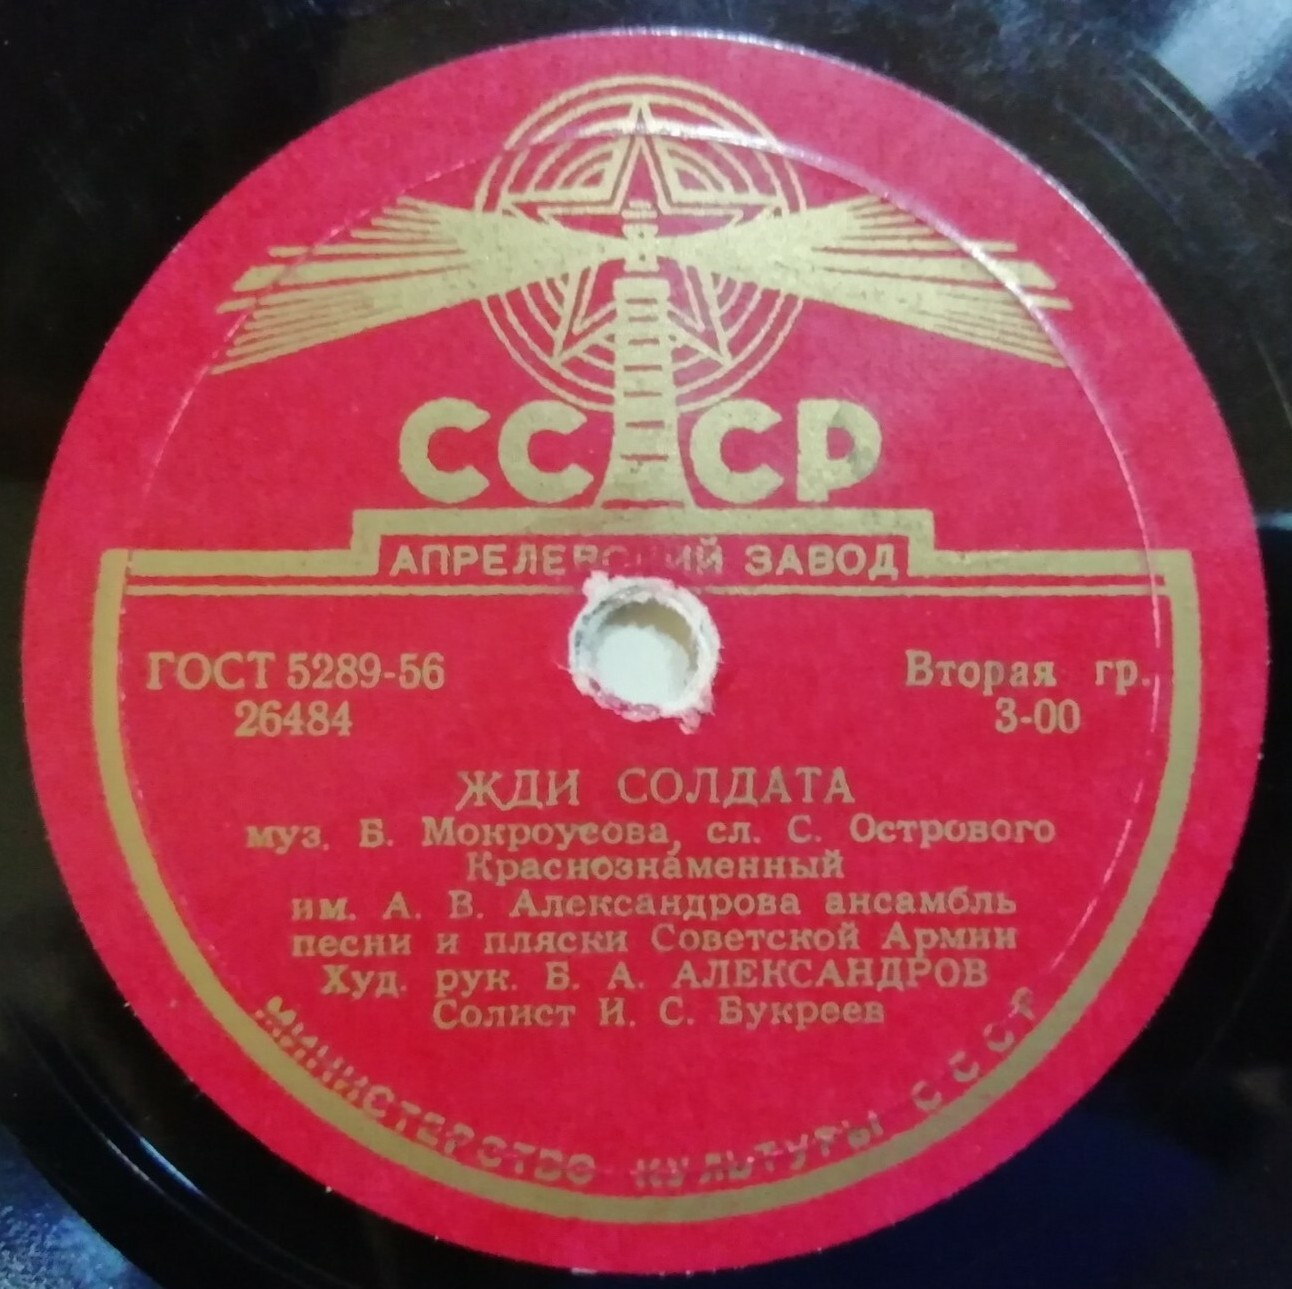 СССР
АПРЕЛЕВСКИЙ ЗАВОД
ГОСТ 5289-56 Вторая гр.
26484 3-00
ЖДИ СОЛДАТА
муз. Б. Мокроусова, сл. С. Острового
Краснознаменный
им. А. В. Александрова ансамбль
песни и пляски Советской Армии
Худ. рук. Б. А. АЛЕКСАНДРОВ
Солист И. С. Букреев
МИНИСТЕРСТВО КУЛЬТУРЫ СССР